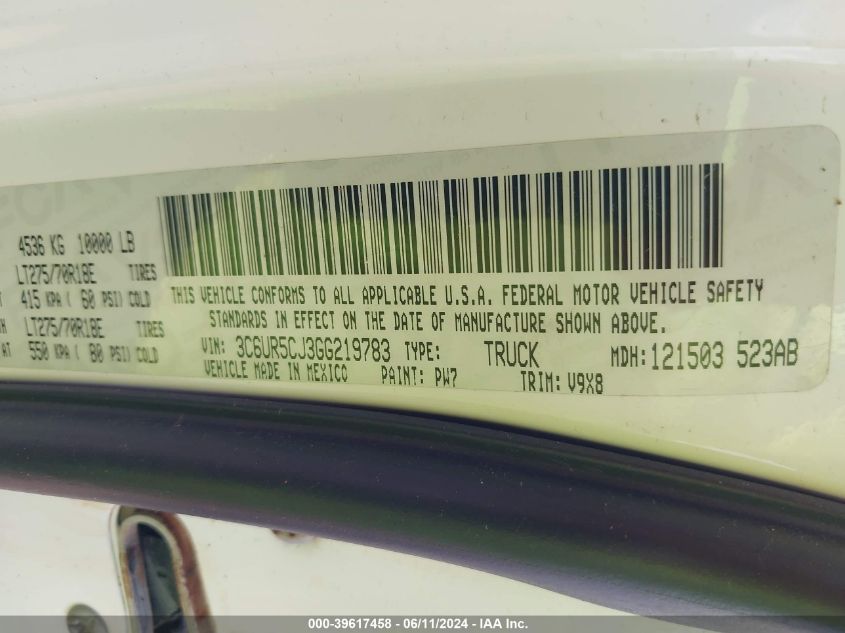 4536 KG 10000 LB
LT275/70R18E TIRES
415 KPA ( 60 PSI) COLD
LT275/70R18E TIRES
AT 550 KPA ( 80 PSI) COLD
THIS VEHICLE CONFORMS TO ALL APPLICABLE U.S.A. FEDERAL MOTOR VEHICLE SAFETY
STANDARDS IN EFFECT ON THE DATE OF MANUFACTURE SHOWN ABOVE.
VIN: 3C6UR5CJ3GG219783 TYPE: TRUCK MDH: 121503 523AB
VEHICLE MADE IN MEXICO PAINT: PW7 TRIM: V9X8
000-39617458 - 06/11/2024 - IAA Inc.